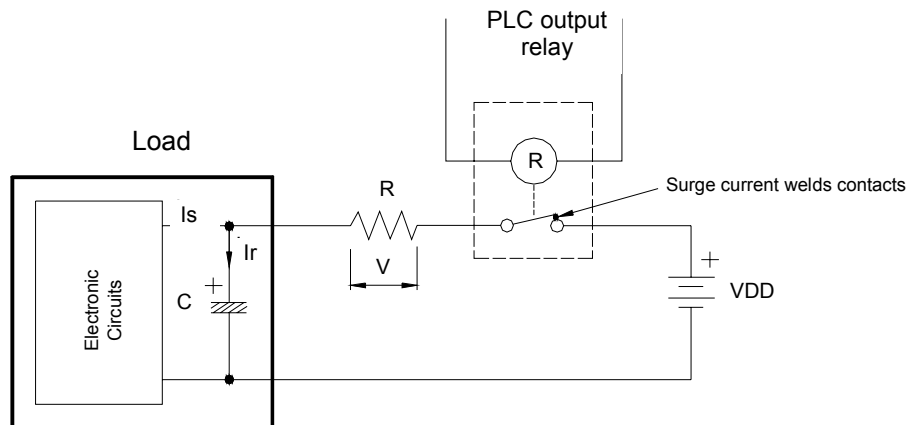 PLC output
relay
Load
R
R
Surge current welds contacts
Is
Ir
+
V
+
C
VDD
Electronic
Circuits